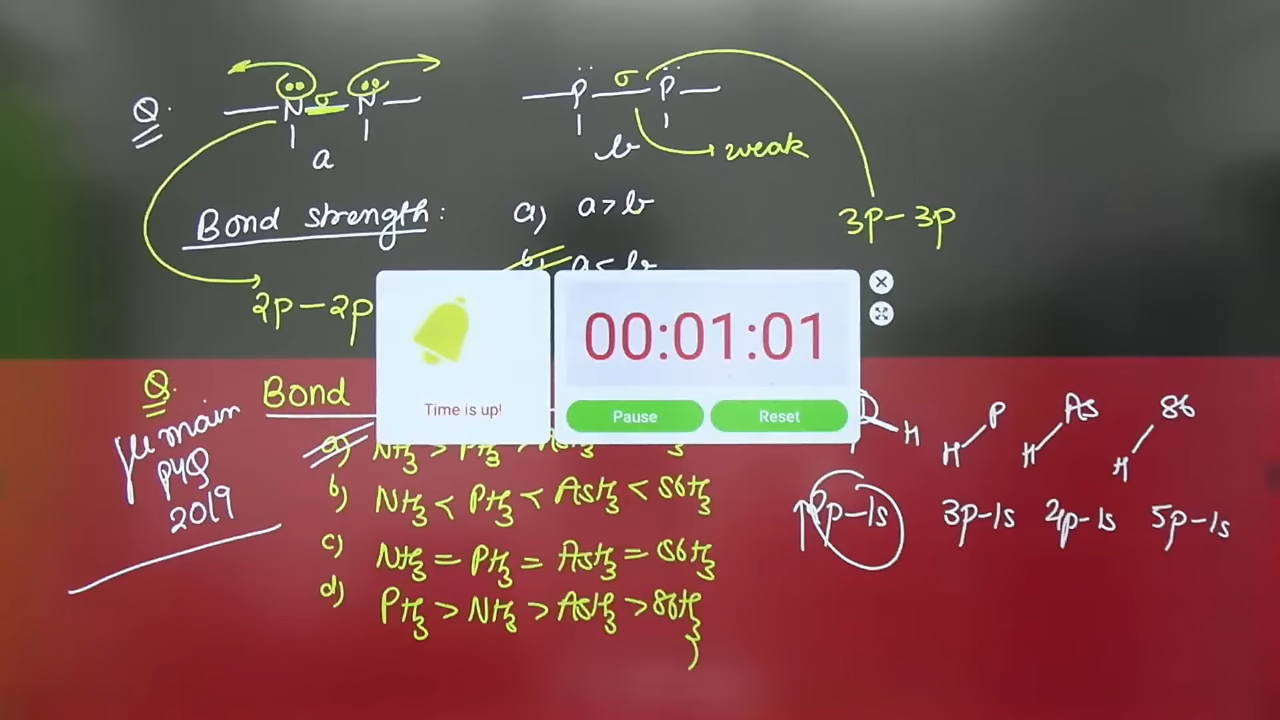 Q. — N̈ σ N̈ —   — P̈ σ P̈ —
a   b   → weak
Bond strength:   a) a>b   3p-3p
b) a<b
2p-2p
00:01:01
Time is up!   Pause   Reset
Q. Bond
Jee main
PYQ
2019
H   P   As   Sb
H   H   H
a) NH3 > PH3 >
b) NH3 < PH3 < AsH3 < SbH3
2p-1s   3p-1s   4p-1s   5p-1s
c) NH3 = PH3 = AsH3 = SbH3
d) PH3 > NH3 > AsH3 > SbH3